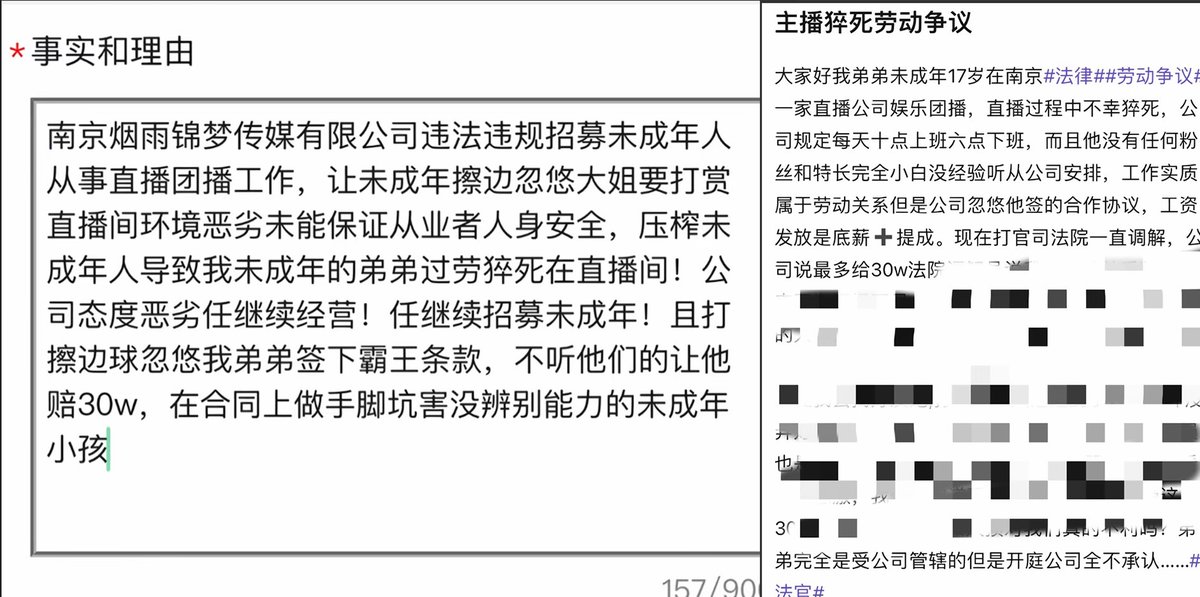 *事实和理由
南京烟雨锦梦传媒有限公司违法违规招募未成年人
从事直播团播工作，让未成年擦边忽悠大姐要打赏
直播间环境恶劣未能保证从业者人身安全，压榨未
成年人导致我未成年的弟弟过劳猝死在直播间！公
司态度恶劣任继续经营！任继续招募未成年！且打
擦边球忽悠我弟弟签下霸王条款，不听他们的让他
赔30w，在合同上做手脚坑害没辨别能力的未成年
小孩
157/900
主播猝死劳动争议
大家好我弟弟未成年17岁在南京#法律##劳动争议#
一家直播公司娱乐团播，直播过程中不幸猝死，公
司规定每天十点上班六点下班，而且他没有任何粉
丝和特长完全小白没经验听从公司安排，工作实质
属于劳动关系但是公司忽悠他签的合作协议，工资
发放是底薪➕提成。现在打官司法院一直调解，公
司说最多给30w法院
的
也
30
弟完全是受公司管辖的但是开庭公司全不承认……#
法官#